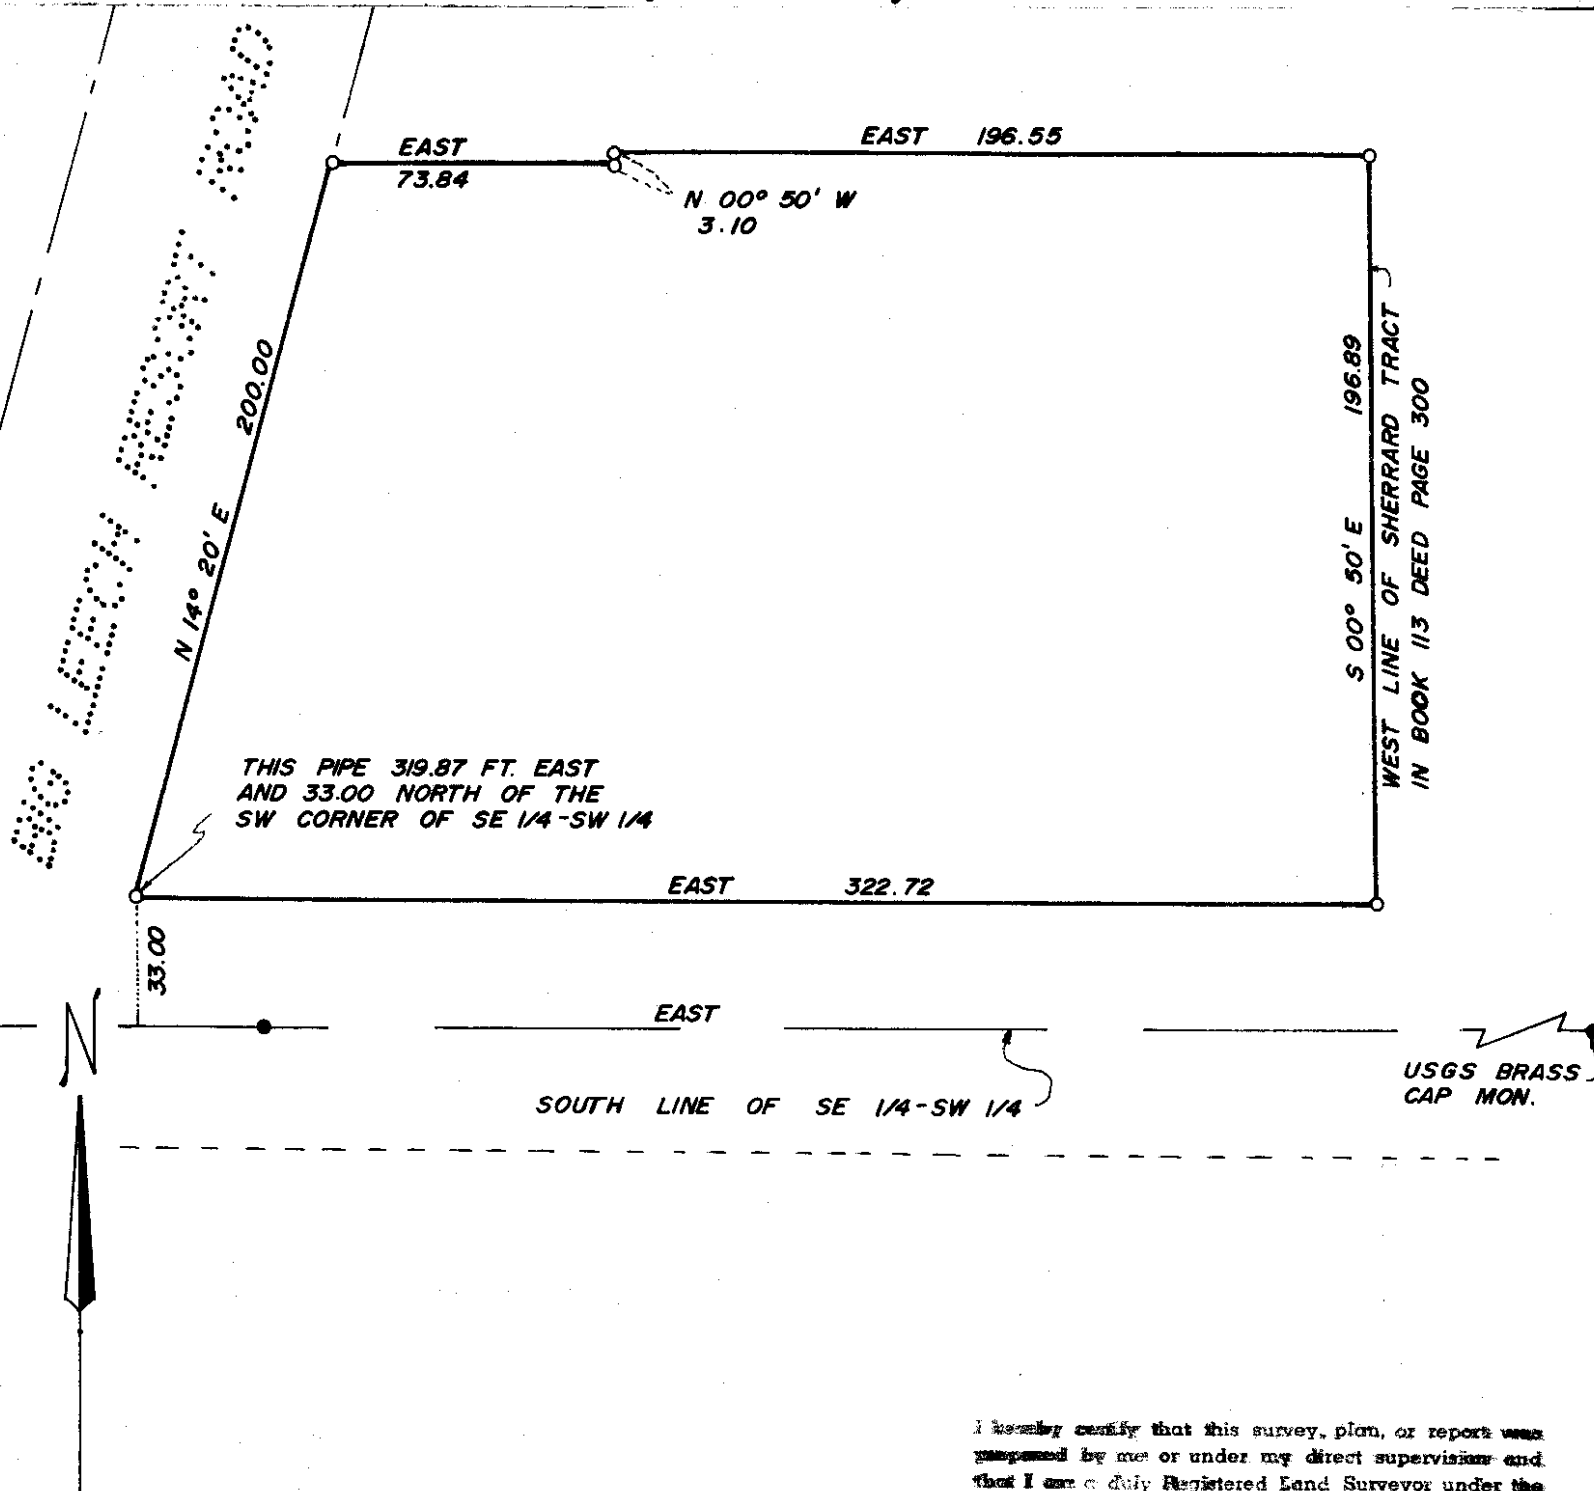 BIG LEECH RESORT ROAD
EAST
73.84
EAST 196.55
N 00° 50' W
3.10
N 14° 20' E 200.00
S 00° 50' E 196.89
WEST LINE OF SHERRARD TRACT
IN BOOK 113 DEED PAGE 300
THIS PIPE 319.87 FT. EAST
AND 33.00 NORTH OF THE
SW CORNER OF SE 1/4-SW 1/4
EAST 322.72
33.00
N
EAST
SOUTH LINE OF SE 1/4-SW 1/4
USGS BRASS
CAP MON.
I hereby certify that this survey, plan, or report was
prepared by me or under my direct supervision and
that I am a duly Registered Land Surveyor under the